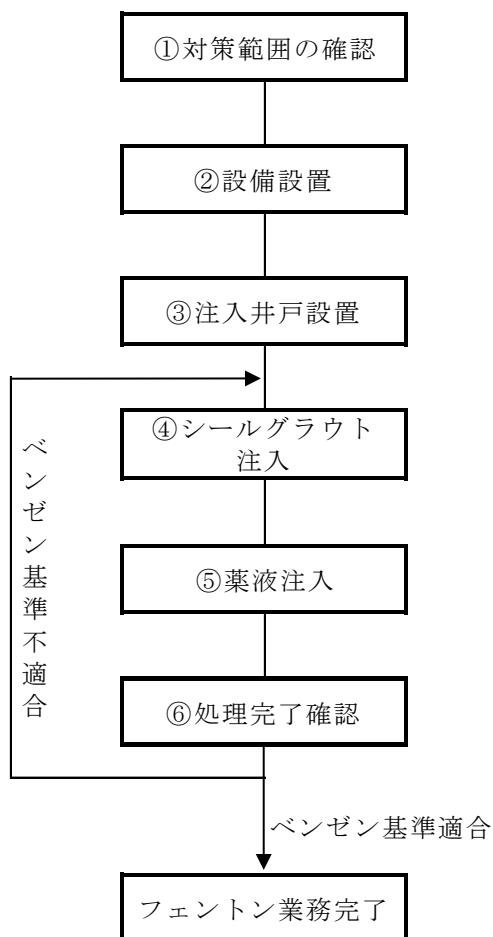 ①対策範囲の確認
②設備設置
③注入井戸設置
④シールグラウト
注入
ベンゼン基準不適合
⑤薬液注入
⑥処理完了確認
ベンゼン基準適合
フェントン業務完了